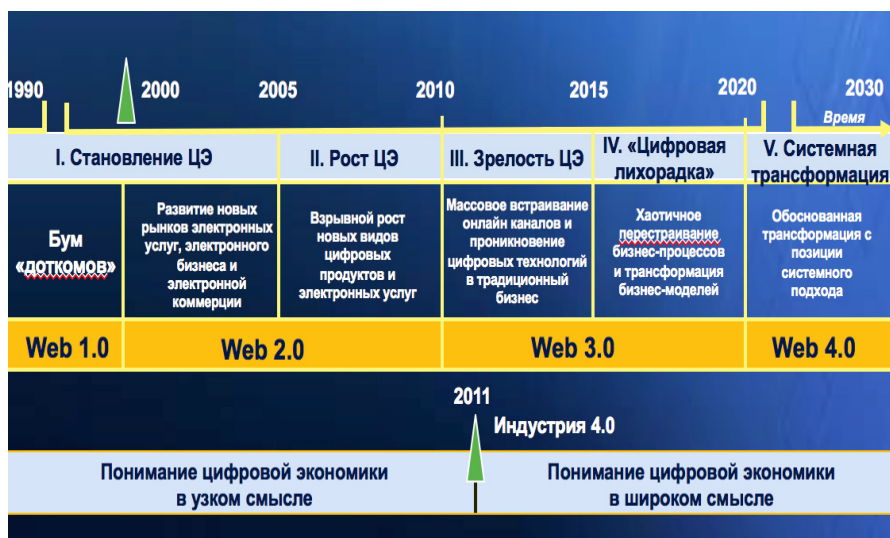 1990
2000
2005
2010
2015
2020
2030
Время
I. Становление ЦЭ
II. Рост ЦЭ
III. Зрелость ЦЭ
IV. «Цифровая
лихорадка»
V. Системная
трансформация
Бум
«доткомов»
Развитие новых
рынков электронных
услуг, электронного
бизнеса и
электронной
коммерции
Взрывной рост
новых видов
цифровых
продуктов и
электронных услуг
Массовое встраивание
онлайн каналов и
проникновение
цифровых технологий
в традиционный
бизнес
Хаотичное
перестраивание
бизнес-процессов
и трансформация
бизнес-моделей
Обоснованная
трансформация с
позиции
системного
подхода
Web 1.0
Web 2.0
Web 3.0
Web 4.0
2011
Индустрия 4.0
Понимание цифровой экономики
в узком смысле
Понимание цифровой экономики
в широком смысле